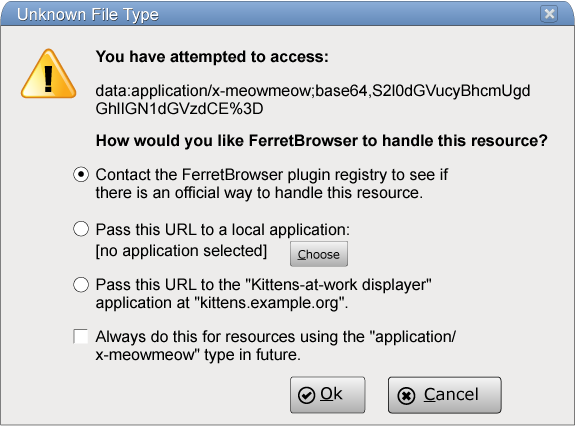 Unknown File Type
You have attempted to access:
data:application/x-meowmeow;base64,S2l0dGVucyBhcmUgd
GhlIGN1dGVzdCE%3D
How would you like FerretBrowser to handle this resource?
Contact the FerretBrowser plugin registry to see if
there is an official way to handle this resource.
Pass this URL to a local application:
[no application selected]
Choose
Pass this URL to the "Kittens-at-work displayer"
application at "kittens.example.org".
Always do this for resources using the "application/
x-meowmeow" type in future.
Ok
Cancel